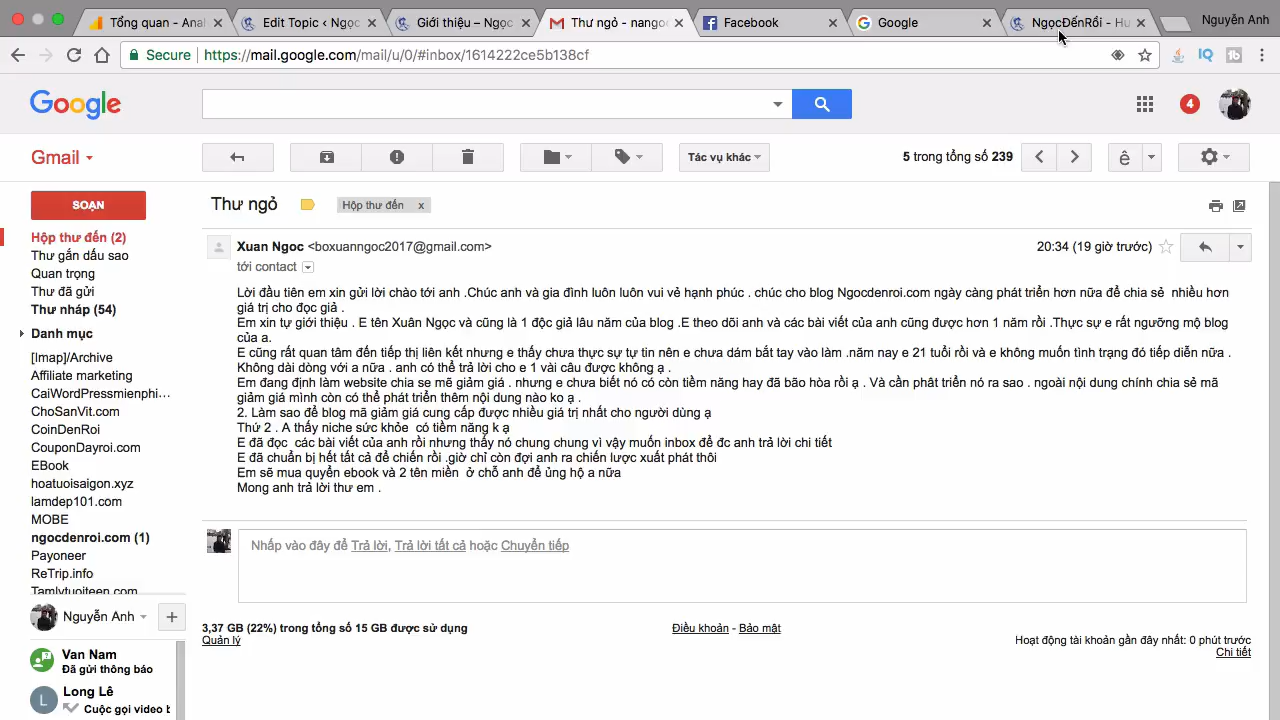 Tổng quan - Anal
Edit Topic ‹ Ngọc
Giới thiệu – Ngọc
Thư ngỏ - nangoc
Facebook
Google
NgọcĐếnRồi - Hư
Nguyễn Anh
Secure https://mail.google.com/mail/u/0/#inbox/1614222ce5b138cf
Google
4
Gmail
Tác vụ khác
5 trong tổng số 239
ê
SOẠN
Thư ngỏ
Hộp thư đến x
Hộp thư đến (2)
Thư gắn dấu sao
Quan trọng
Thư đã gửi
Thư nháp (54)
Danh mục
[Imap]/Archive
Affiliate marketing
CaiWordPressmienphi...
ChoSanVit.com
CoinDenRoi
CouponDayroi.com
EBook
hoatuoisaigon.xyz
lamdep101.com
MOBE
ngocdenroi.com (1)
Payoneer
ReTrip.info
Tamlytuoiteen.com
Nguyễn Anh
Van Nam
Đã gửi thông báo
L
Long Lê
Cuộc gọi video b
Xuan Ngoc <boxuanngoc2017@gmail.com>
20:34 (19 giờ trước)
tới contact
Lời đầu tiên em xin gửi lời chào tới anh .Chúc anh và gia đình luôn luôn vui vẻ hạnh phúc . chúc cho blog Ngocdenroi.com ngày càng phát triển hơn nữa để chia sẻ nhiều hơn
giá trị cho đọc giả .
Em xin tự giới thiệu . E tên Xuân Ngọc và cũng là 1 độc giả lâu năm của blog .E theo dõi anh và các bài viết của anh cũng được hơn 1 năm rồi .Thực sự e rất ngưỡng mộ blog
của a.
E cũng rất quan tâm đến tiếp thị liên kết nhưng e thấy chưa thực sự tự tin nên e chưa dám bắt tay vào làm .năm nay e 21 tuổi rồi và e không muốn tình trạng đó tiếp diễn nữa .
Không dài dòng với a nữa . anh có thể trả lời cho e 1 vài câu được không ạ .
Em đang định làm website chia se mẽ giảm giá . nhưng e chưa biết nó có còn tiềm năng hay đã bão hòa rồi ạ . Và cần phât triển nó ra sao . ngoài nội dung chính chia sẻ mã
giảm giá mình còn có thể phát triển thêm nội dung nào ko ạ .
2. Làm sao để blog mã giảm giá cung cấp được nhiều giá trị nhất cho người dùng ạ
Thứ 2 . A thấy niche sức khỏe có tiềm năng k ạ
E đã đọc các bài viết của anh rồi nhưng thấy nó chung chung vì vậy muốn inbox để đc anh trả lời chi tiết
E đã chuẩn bị hết tất cả để chiến rồi .giờ chỉ còn đợi anh ra chiến lược xuất phát thôi
Em sẽ mua quyển ebook và 2 tên miền ở chỗ anh để ủng hộ a nữa
Mong anh trả lời thư em .
Nhấp vào đây để Trả lời, Trả lời tất cả hoặc Chuyển tiếp
3,37 GB (22%) trong tổng số 15 GB được sử dụng
Quản lý
Điều khoản - Bảo mật
Hoạt động tài khoản gần đây nhất: 0 phút trước
Chi tiết